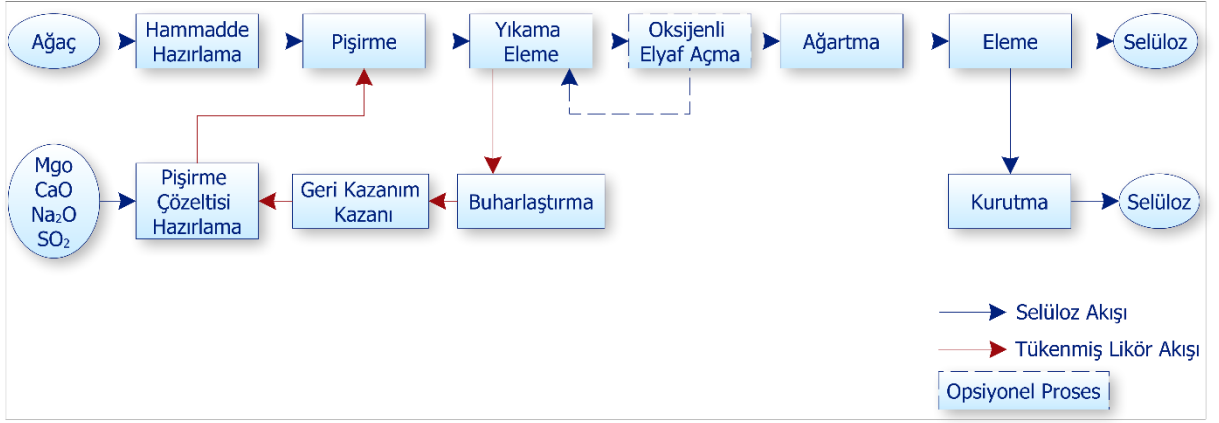 Ağaç
Hammadde
Hazırlama
Pişirme
Yıkama
Eleme
Oksijenli
Elyaf Açma
Ağartma
Eleme
Selüloz
Mgo
CaO
Na₂O
SO₂
Pişirme
Çözeltisi
Hazırlama
Geri Kazanım
Kazanı
Buharlaştırma
Kurutma
Selüloz
Selüloz Akışı
Tükenmiş Likör Akışı
Opsiyonel Proses